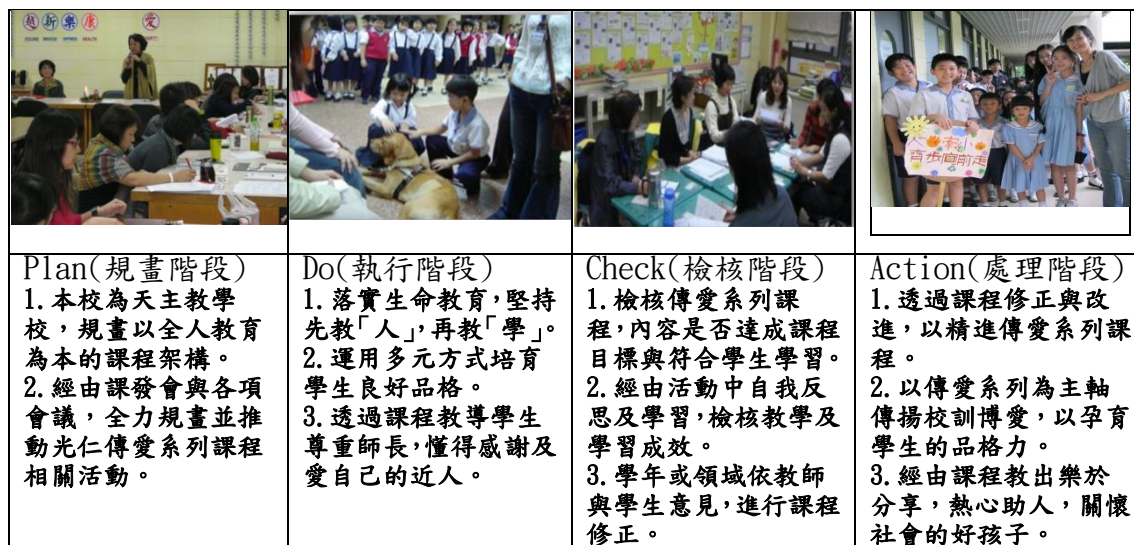 越 新 樂 康 愛
Plan(規畫階段)
1.本校為天主教學
校，規畫以全人教育
為本的課程架構。
2.經由課發會與各項
會議，全力規畫並推
動光仁傳愛系列課程
相關活動。
Do(執行階段)
1.落實生命教育，堅持
先教「人」，再教「學」。
2.運用多元方式培育
學生良好品格。
3.透過課程教導學生
尊重師長，懂得感謝及
愛自己的近人。
Check(檢核階段)
1.檢核傳愛系列課
程，內容是否達成課程
目標與符合學生學習。
2.經由活動中自我反
思及學習，檢核教學及
學習成效。
3.學年或領域依教師
與學生意見，進行課程
修正。
青步向前走
Action(處理階段)
1.透過課程修正與改
進，以精進傳愛系列課
程。
2.以傳愛系列為主軸
傳揚校訓博愛，以孕育
學生的品格力。
3.經由課程教出樂於
分享，熱心助人，關懷
社會的好孩子。